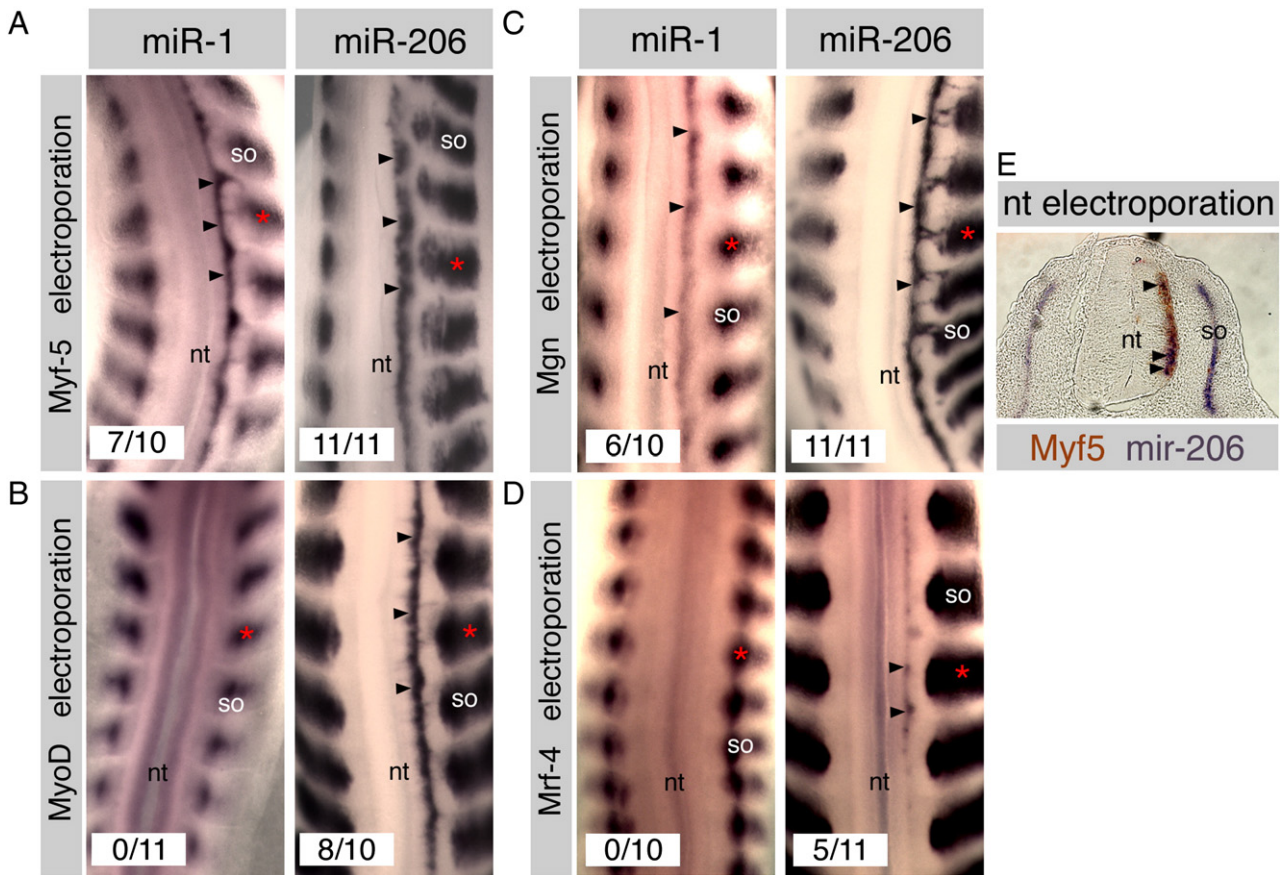 A
miR-1
miR-206
Myf-5 electroporation
so
*
nt
7/10
so
*
nt
11/11
B
MyoD electroporation
*
so
nt
0/11
*
so
nt
8/10
C
miR-1
miR-206
Mgn electroporation
*
so
nt
6/10
*
so
nt
11/11
D
Mrf-4 electroporation
*
so
nt
0/10
so
*
nt
5/11
E
nt electroporation
nt
so
Myf5 mir-206